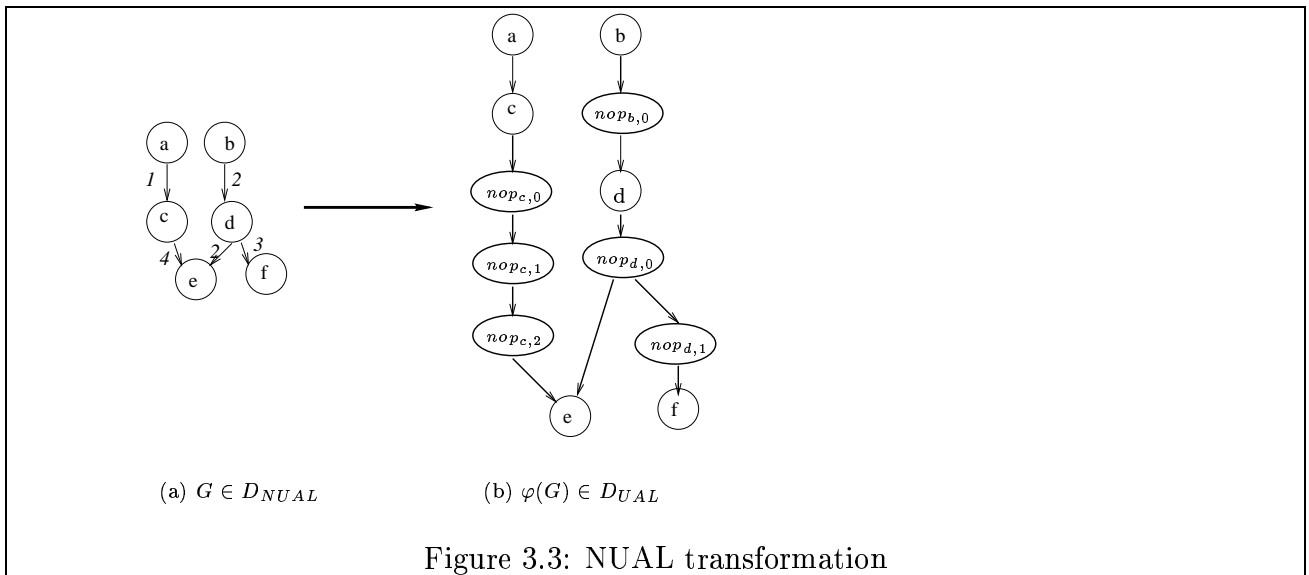 a b
1 2
c d
4 2 3
e f
a b
c nop_{b,0}
nop_{c,0} d
nop_{c,1} nop_{d,0}
nop_{c,2} nop_{d,1}
e f
(a) G ∈ D_{NUAL} (b) φ(G) ∈ D_{UAL}
Figure 3.3: NUAL transformation